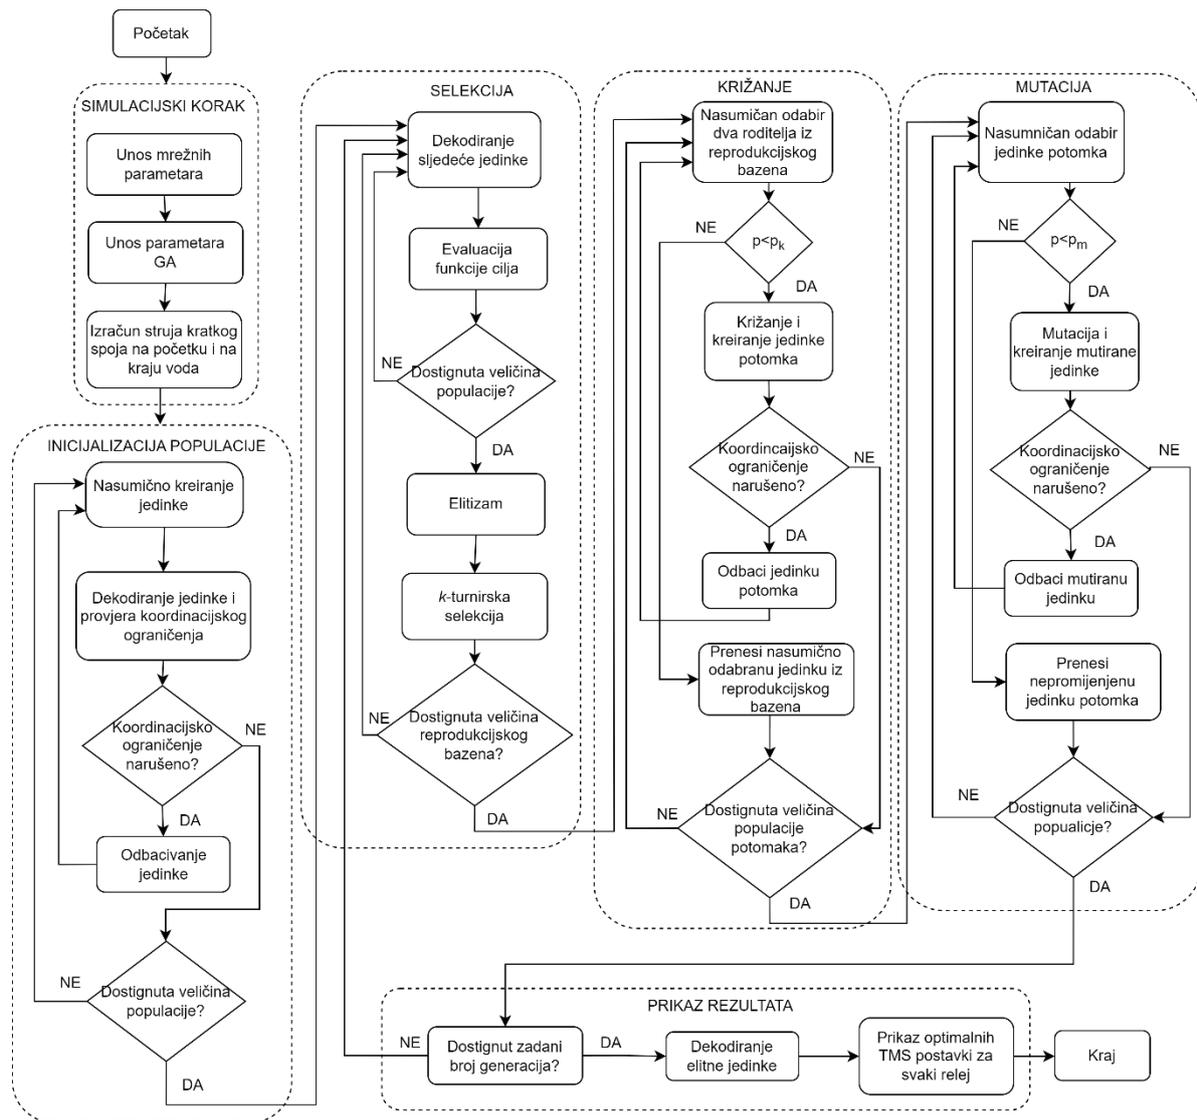 Početak
SIMULACIJSKI KORAK
Unos mrežnih
parametara
Unos parametara
GA
Izračun struja kratkog
spoja na početku i na
kraju voda
INICIJALIZACIJA POPULACIJE
Nasumično kreiranje
jedinke
Dekodiranje jedinke i
provjera koordinacijskog
ograničenja
Koordinacijsko
ograničenje
narušeno?
NE
DA
Odbacivanje
jedinke
Dostignuta veličina
populacije?
NE
DA
SELEKCIJA
Dekodiranje
sljedeće jedinke
Evaluacija
funkcije cilja
Dostignuta veličina
populacije?
NE
DA
Elitizam
k-turnirska
selekcija
Dostignuta veličina
reprodukcijskog
bazena?
NE
DA
KRIŽANJE
Nasumičan odabir
dva roditelja iz
reprodukcijskog
bazena
p<pk
NE
DA
Križanje i
kreiranje jedinke
potomka
Koordincaijsko
ograničenje
narušeno?
NE
DA
Odbaci jedinku
potomka
Prenesi nasumično
odabranu jedinku iz
reprodukcijskog
bazena
Dostignuta veličina
populacije
potomaka?
NE
DA
MUTACIJA
Nasumničan odabir
jedinke potomka
p<pm
NE
DA
Mutacija i
kreiranje mutirane
jedinke
Koordinacijsko
ograničenje
narušeno?
NE
DA
Odbaci mutiranu
jedinku
Prenesi
nepromijenjenu
jedinku potomka
Dostignuta veličina
popualicje?
NE
DA
PRIKAZ REZULTATA
Dostignut zadani
broj generacija?
NE
DA
Dekodiranje
elitne jedinke
Prikaz optimalnih
TMS postavki za
svaki relej
Kraj